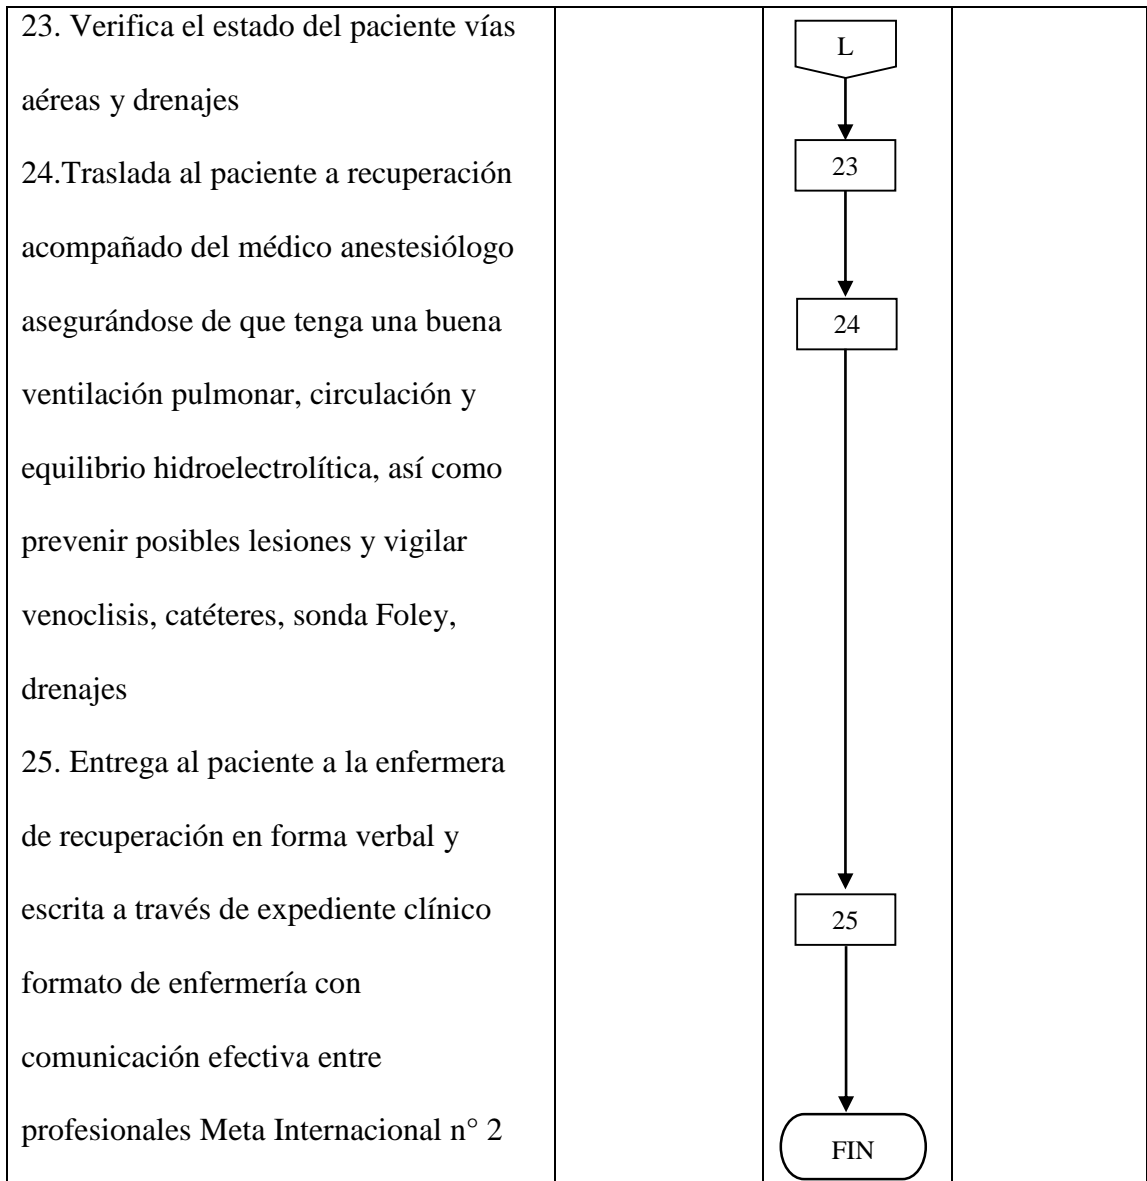 23. Verifica el estado del paciente vías
aéreas y drenajes
24.Traslada al paciente a recuperación
acompañado del médico anestesiólogo
asegurándose de que tenga una buena
ventilación pulmonar, circulación y
equilibrio hidroelectrolítica, así como
prevenir posibles lesiones y vigilar
venoclisis, catéteres, sonda Foley,
drenajes
25. Entrega al paciente a la enfermera
de recuperación en forma verbal y
escrita a través de expediente clínico
formato de enfermería con
comunicación efectiva entre
profesionales Meta Internacional n° 2
L
23
24
25
FIN